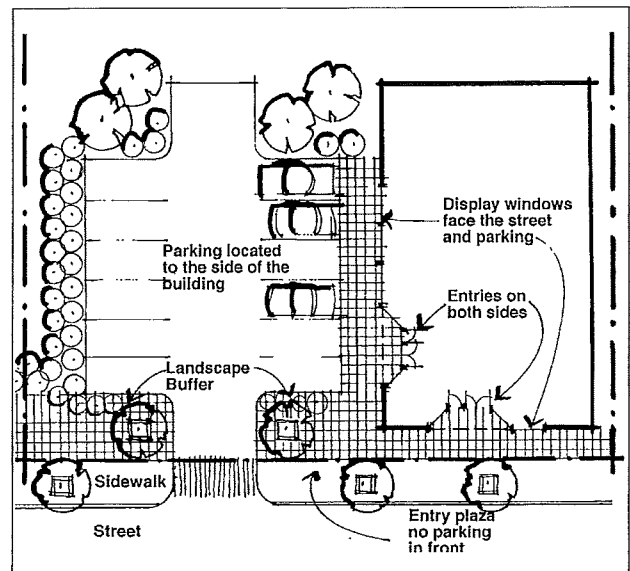 Display windows
face the street
and parking
Parking located
to the side of the
building
Entries on
both sides
Landscape
Buffer
Sidewalk
Entry plaza
no parking
in front
Street